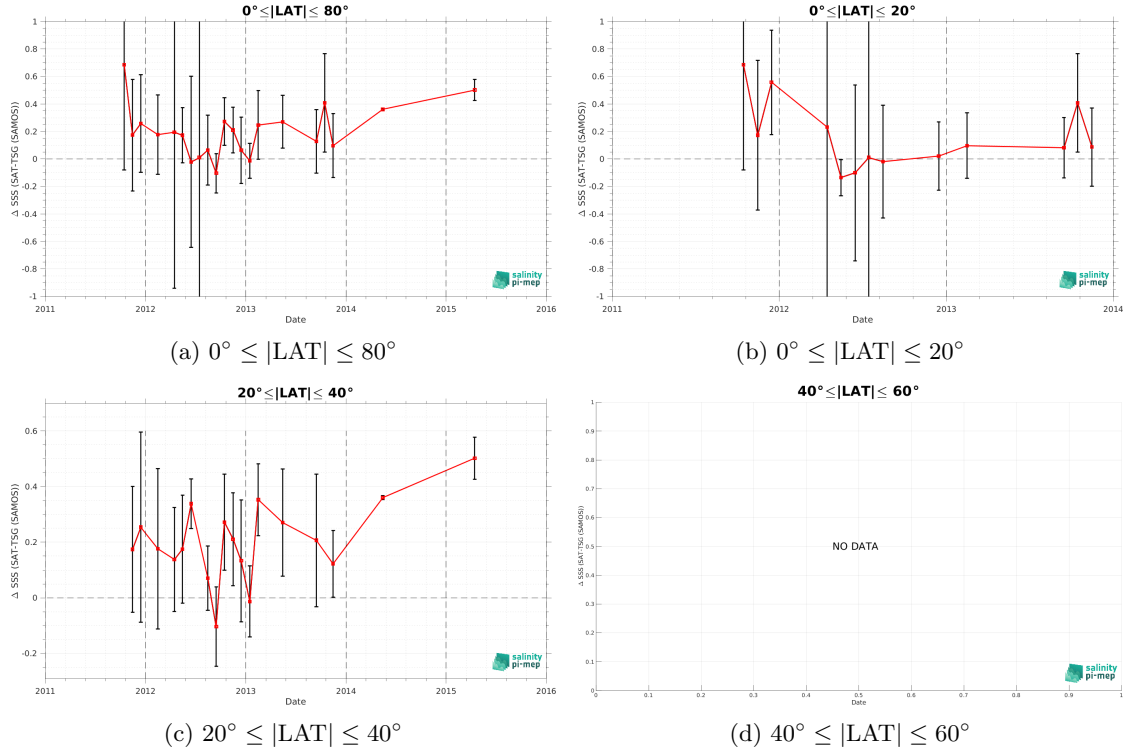 0°≤|LAT|≤ 80°
Δ SSS (SAT-TSG (SAMOS))
1
0.8
0.6
0.4
0.2
0
-0.2
-0.4
-0.6
-0.8
-1
2011 2012 2013 2014 2015 2016
Date
salinity
pi-mep
(a) 0° ≤ |LAT| ≤ 80°
0°≤|LAT|≤ 20°
Δ SSS (SAT-TSG (SAMOS))
1
0.8
0.6
0.4
0.2
0
-0.2
-0.4
-0.6
-0.8
-1
2011 2012 2013 2014
Date
salinity
pi-mep
(b) 0° ≤ |LAT| ≤ 20°
20°≤|LAT|≤ 40°
Δ SSS (SAT-TSG (SAMOS))
0.6
0.4
0.2
0
-0.2
2011 2012 2013 2014 2015 2016
Date
salinity
pi-mep
(c) 20° ≤ |LAT| ≤ 40°
40°≤|LAT|≤ 60°
Δ SSS (SAT-TSG (SAMOS))
1
0.9
0.8
0.7
0.6
0.5
0.4
0.3
0.2
0.1
0
NO DATA
0 0.1 0.2 0.3 0.4 0.5 0.6 0.7 0.8 0.9 1
Date
salinity
pi-mep
(d) 40° ≤ |LAT| ≤ 60°